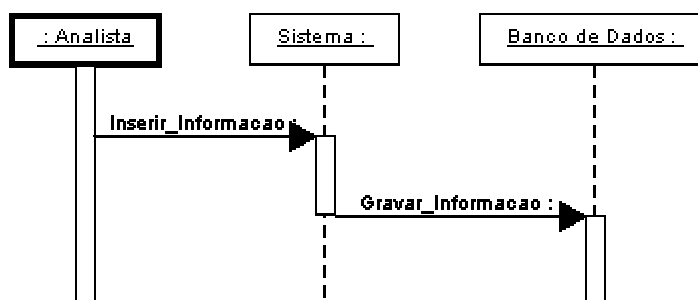 : Analista
Sistema :
Banco de Dados :
Inserir_Informacao :
Gravar_Informacao :